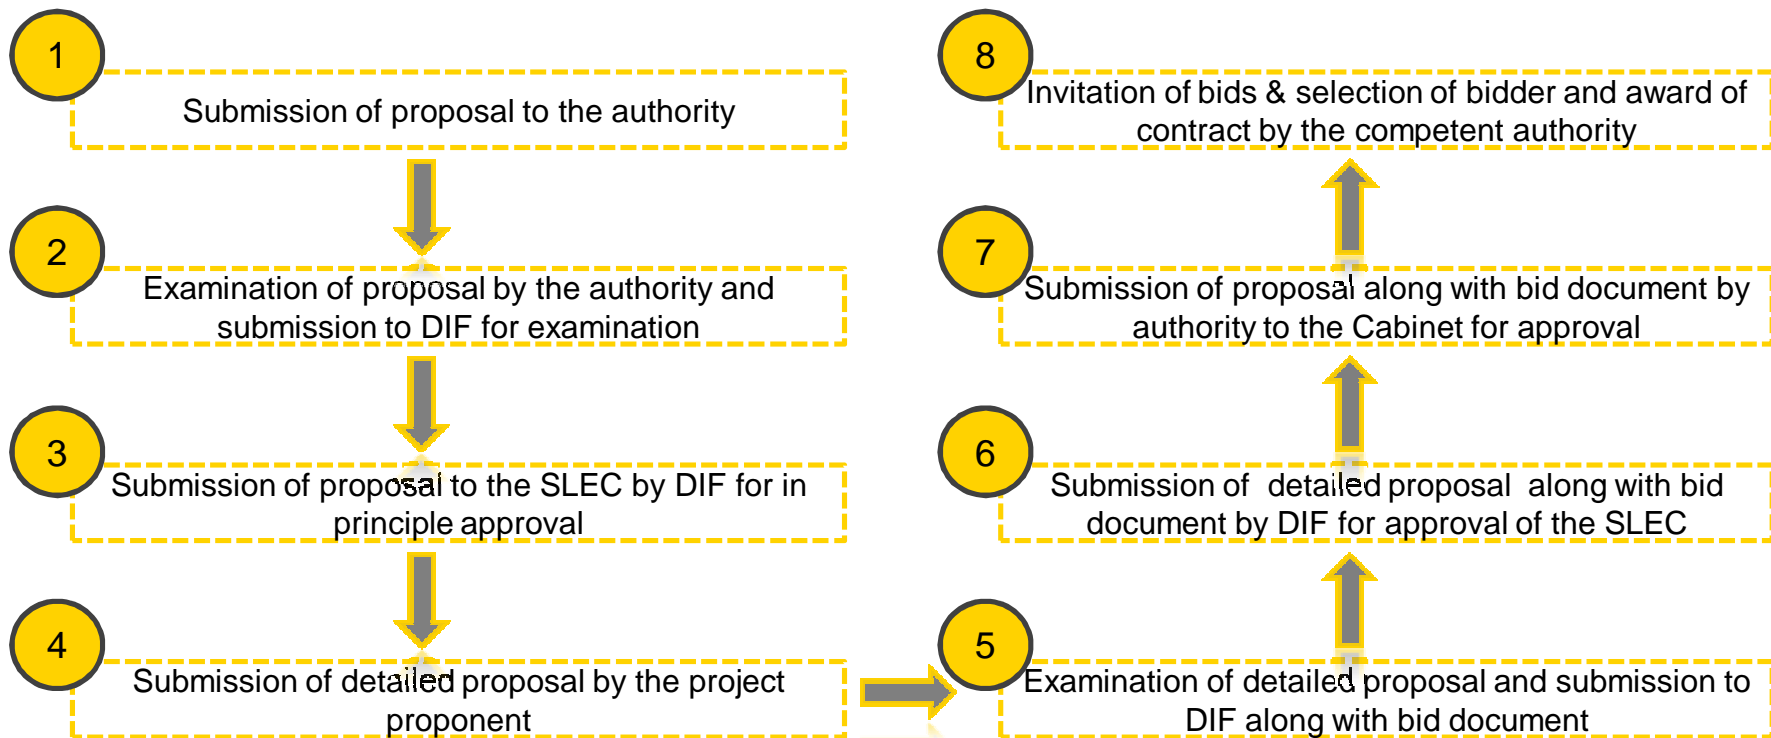 1
Submission of proposal to the authority
2
Examination of proposal by the authority and
submission to DIF for examination
3
Submission of proposal to the SLEC by DIF for in
principle approval
4
Submission of detailed proposal by the project
proponent
5
Examination of detailed proposal and submission to
DIF along with bid document
6
Submission of detailed proposal along with bid
document by DIF for approval of the SLEC
7
Submission of proposal along with bid document by
authority to the Cabinet for approval
8
Invitation of bids & selection of bidder and award of
contract by the competent authority